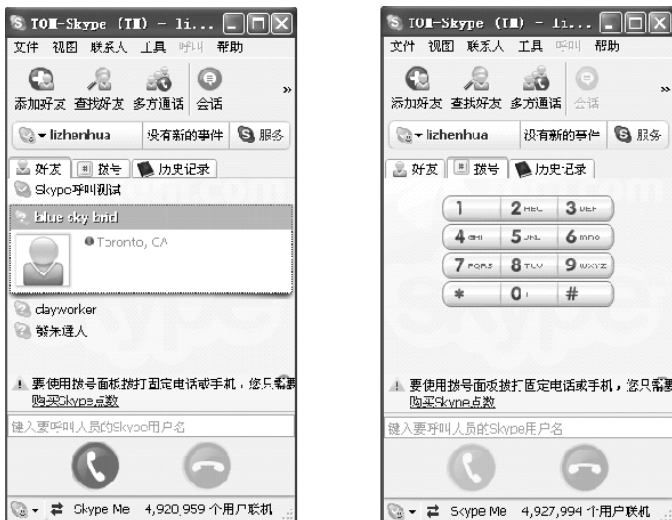 TOM-Skype (TM) - li...
文件 视图 联系人 工具 呼叫 帮助
添加好友 查找好友 多方通话 会话 »
lizhenhua 没有新的事件 服务
好友 拨号 历史记录
Skype呼叫测试
blue sky brid
Toronto, CA
clayworker
! 要使用拨号面板拨打固定电话或手机，您只需要
购买Skype点数
键入要呼叫人员的Skype用户名
Skype Me 4,920,959 个用户联机
TOM-Skype (TM) - li...
文件 视图 联系人 工具 呼叫 帮助
添加好友 查找好友 多方通话 会话 »
lizhenhua 没有新的事件 服务
好友 拨号 历史记录
1 2 3
4 5 6 mno
7 PQRS 8 TUV 9 WXYZ
* 0 #
! 要使用拨号面板拨打固定电话或手机，您只需要
购买Skype点数
键入要呼叫人员的Skype用户名
Skype Me 4,927,994 个用户联机